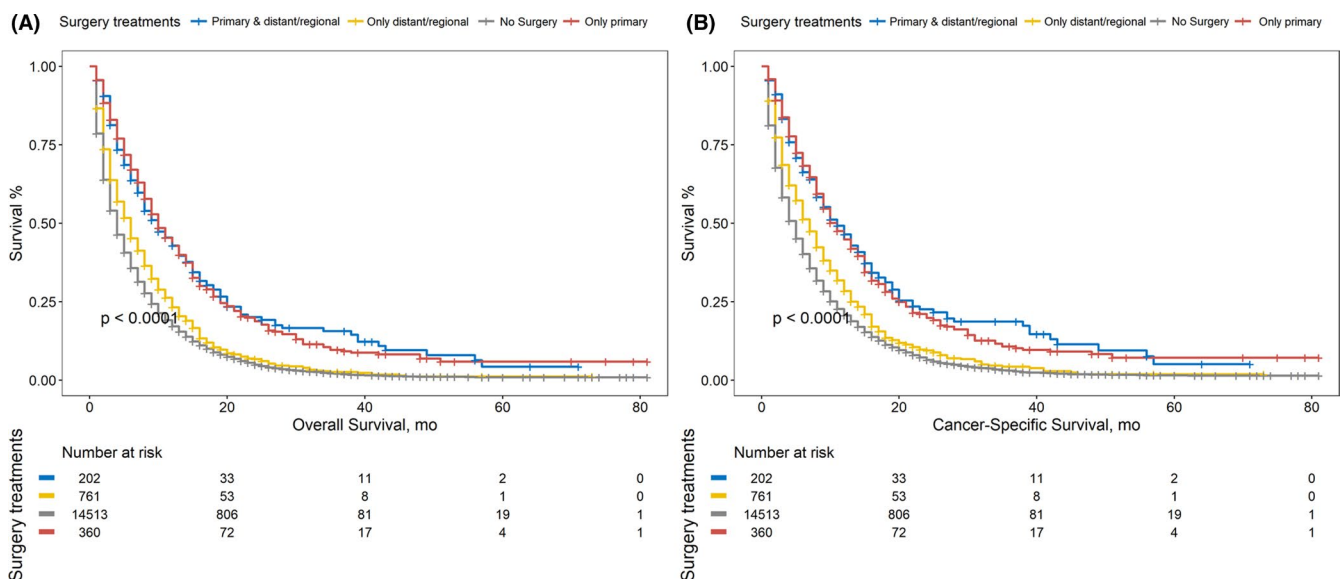 (A) Surgery treatments Primary & distant/regional Only distant/regional No Surgery Only primary
1.00
0.75
Survival %
0.50
0.25
p < 0.0001
0.00
0 20 40 60 80
Overall Survival, mo
Surgery treatments
Number at risk
202 33 11 2 0
761 53 8 1 0
14513 806 81 19 1
360 72 17 4 1
(B) Surgery treatments Primary & distant/regional Only distant/regional No Surgery Only primary
1.00
0.75
Survival %
0.50
0.25
p < 0.0001
0.00
0 20 40 60 80
Cancer-Specific Survival, mo
Surgery treatments
Number at risk
202 33 11 2 0
761 53 8 1 0
14513 806 81 19 1
360 72 17 4 1